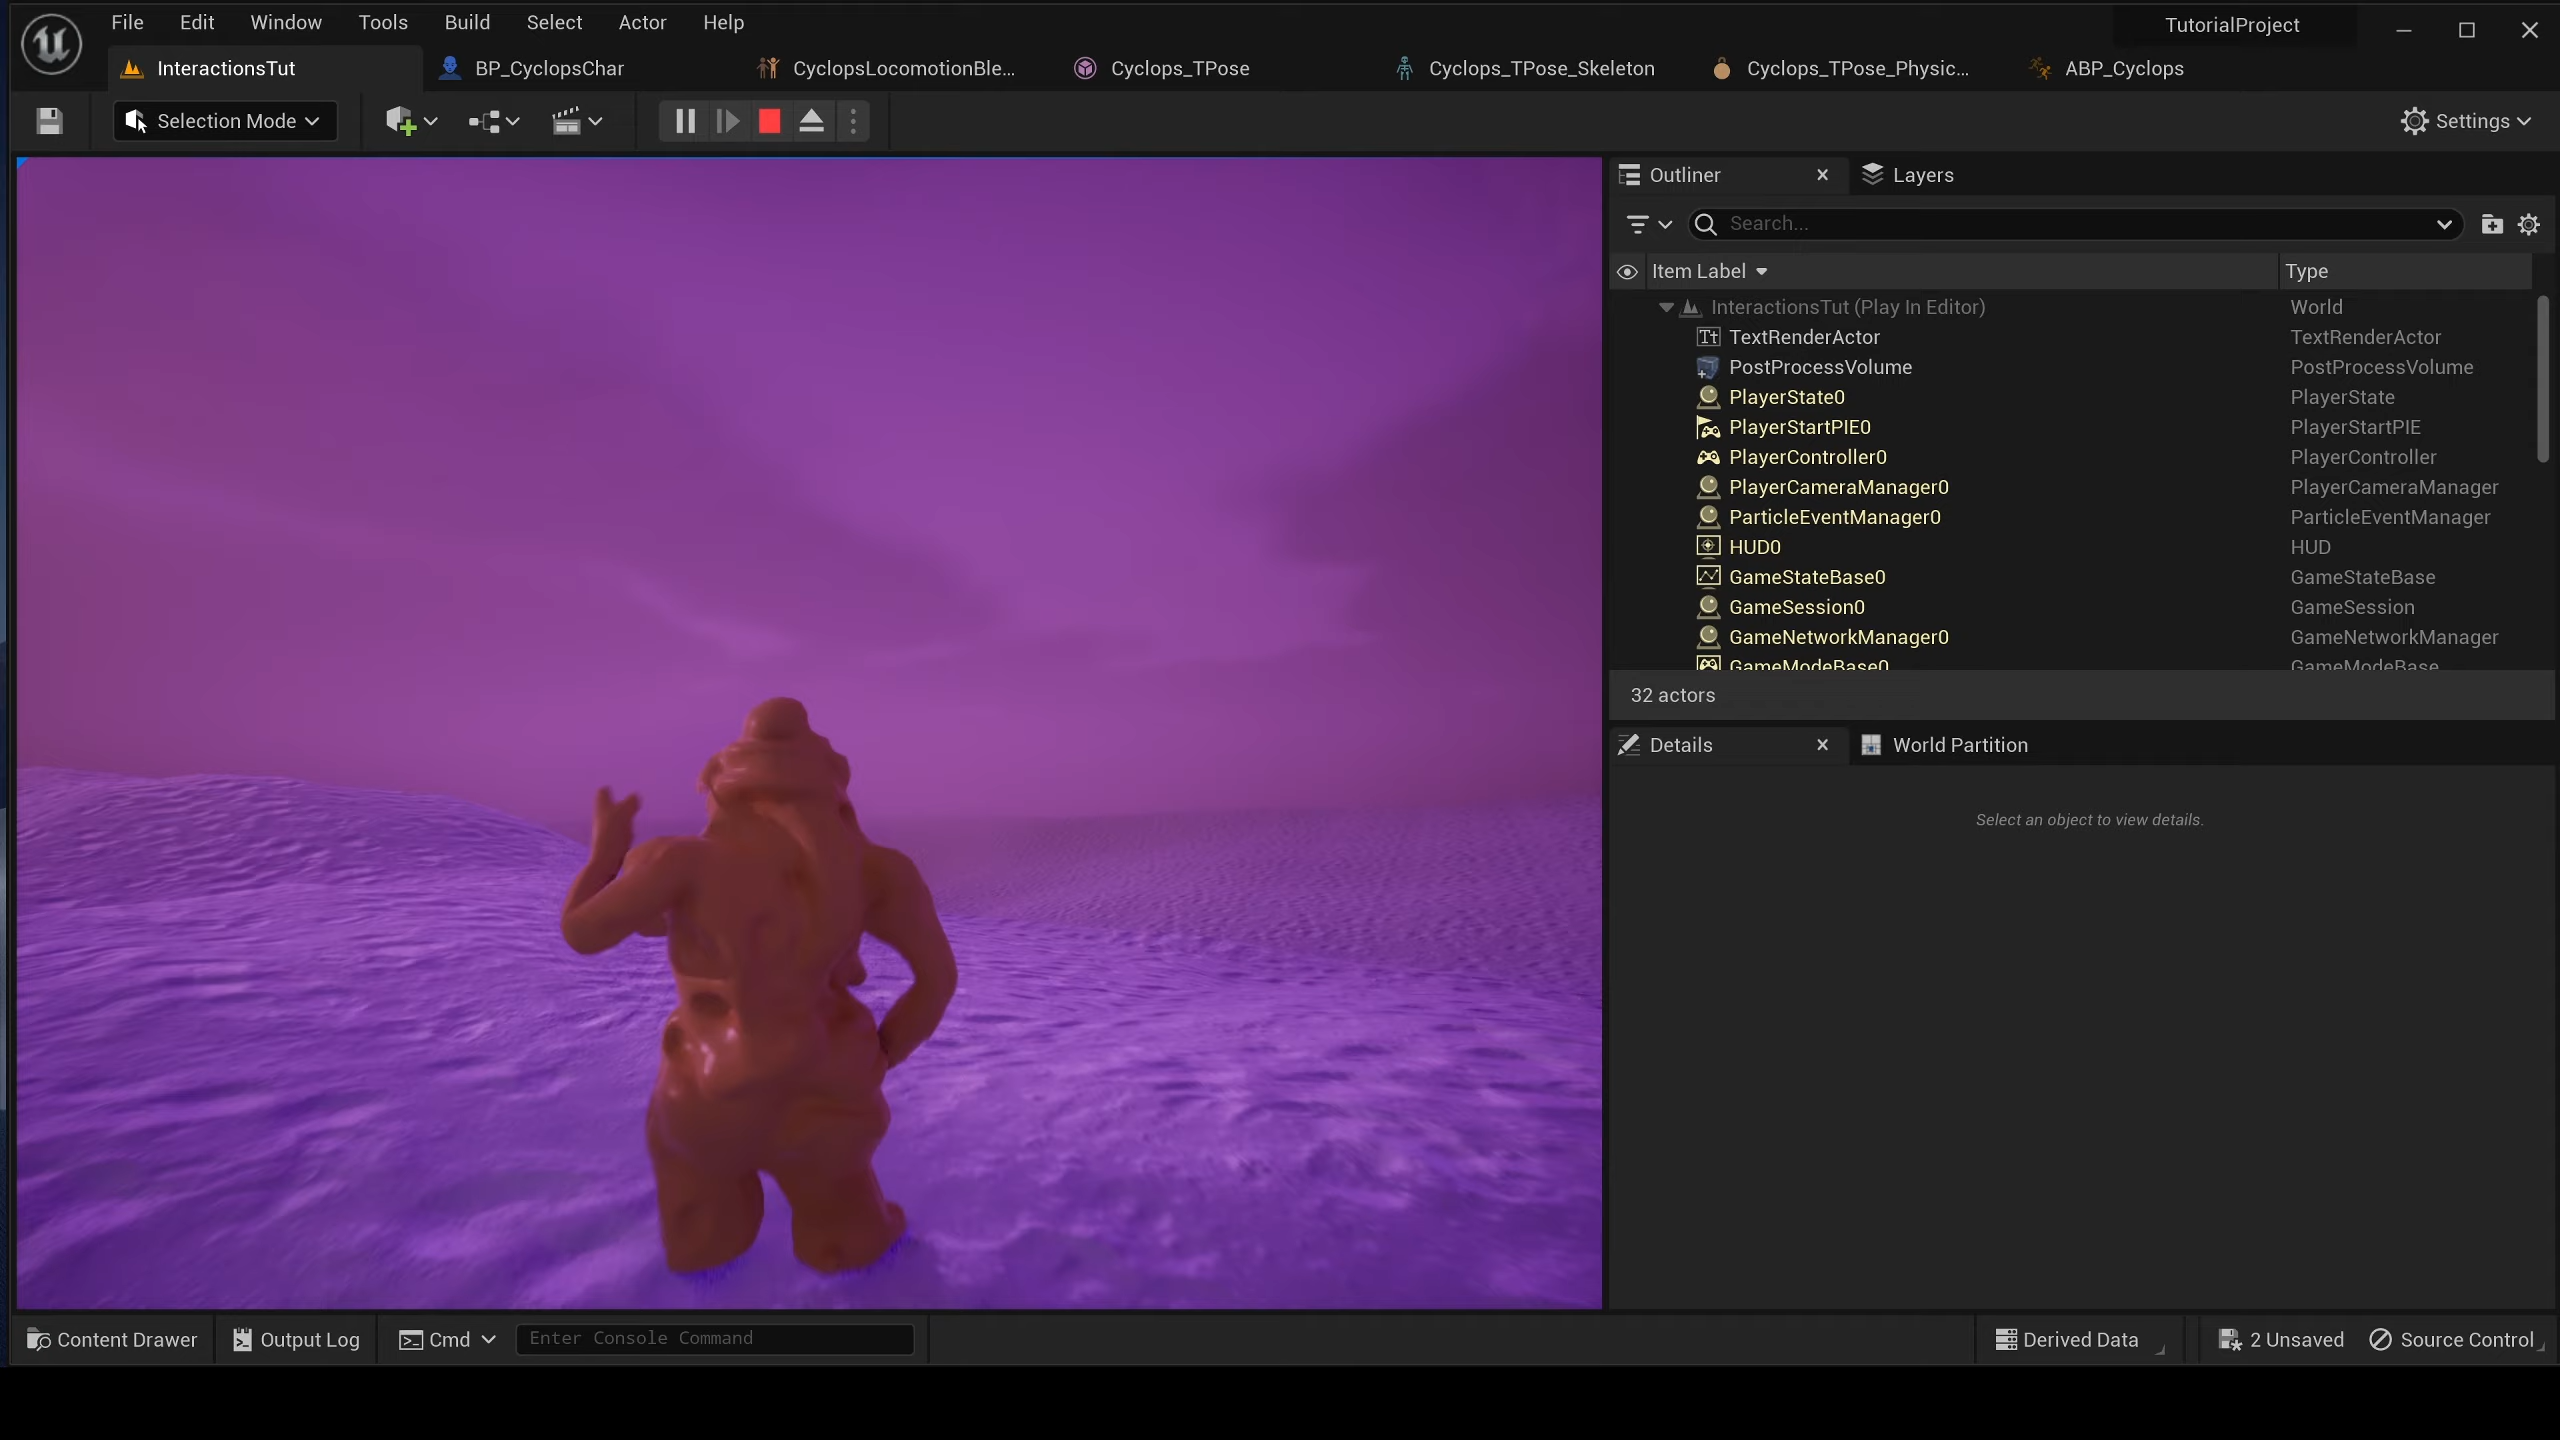 File Edit Window Tools Build Select Actor Help
TutorialProject
InteractionsTut
BP_CyclopsChar
CyclopsLocomotionBle...
Cyclops_TPose
Cyclops_TPose_Skeleton
Cyclops_TPose_Physic...
ABP_Cyclops
Selection Mode
Settings
Outliner
Layers
Search...
Item Label Type
InteractionsTut (Play In Editor) World
TextRenderActor TextRenderActor
PostProcessVolume PostProcessVolume
PlayerState0 PlayerState
PlayerStartPIE0 PlayerStartPIE
PlayerController0 PlayerController
PlayerCameraManager0 PlayerCameraManager
ParticleEventManager0 ParticleEventManager
HUD0 HUD
GameStateBase0 GameStateBase
GameSession0 GameSession
GameNetworkManager0 GameNetworkManager
GameModeBase0 GameModeBase
32 actors
Details
World Partition
Select an object to view details.
Content Drawer
Output Log
Cmd
Enter Console Command
Derived Data
2 Unsaved
Source Control